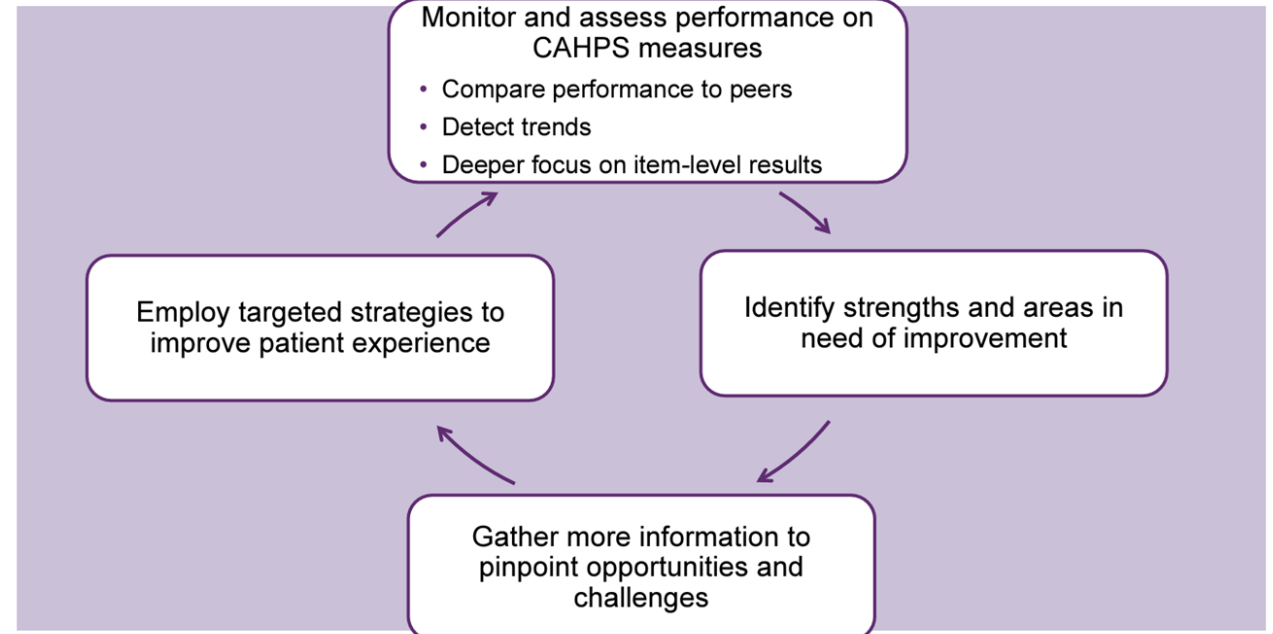 Monitor and assess performance on
CAHPS measures
• Compare performance to peers
• Detect trends
• Deeper focus on item-level results
Identify strengths and areas in
need of improvement
Gather more information to
pinpoint opportunities and
challenges
Employ targeted strategies to
improve patient experience